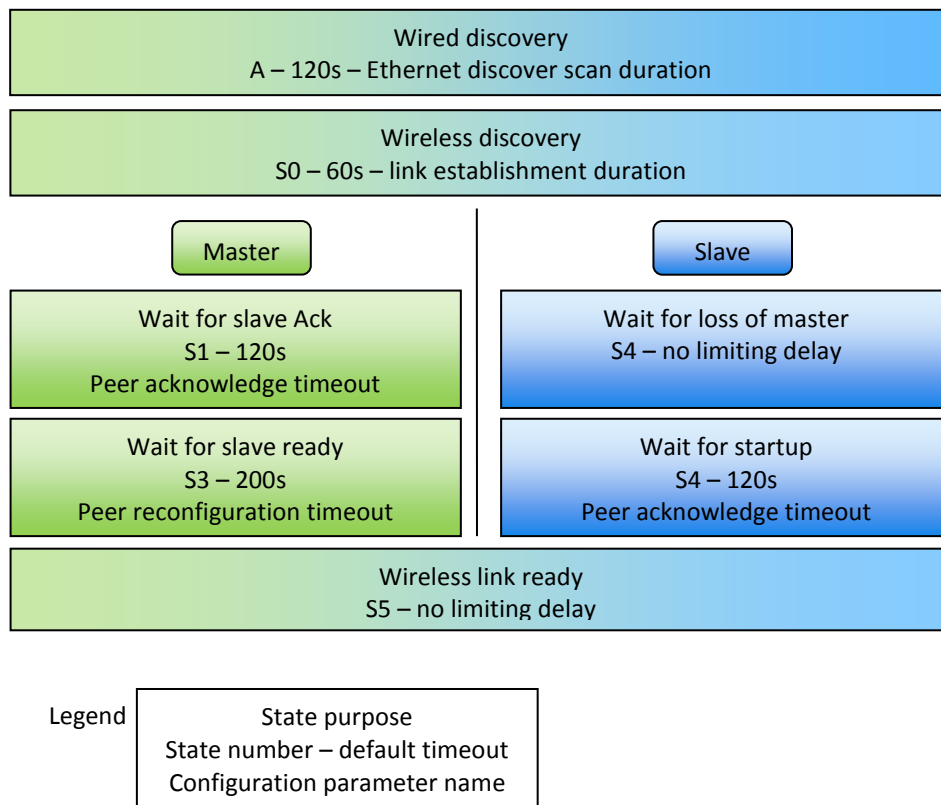 Wired discovery
A – 120s – Ethernet discover scan duration
Wireless discovery
S0 – 60s – link establishment duration
Master
Slave
Wait for slave Ack
S1 – 120s
Peer acknowledge timeout
Wait for loss of master
S4 – no limiting delay
Wait for slave ready
S3 – 200s
Peer reconfiguration timeout
Wait for startup
S4 – 120s
Peer acknowledge timeout
Wireless link ready
S5 – no limiting delay
Legend
State purpose
State number – default timeout
Configuration parameter name